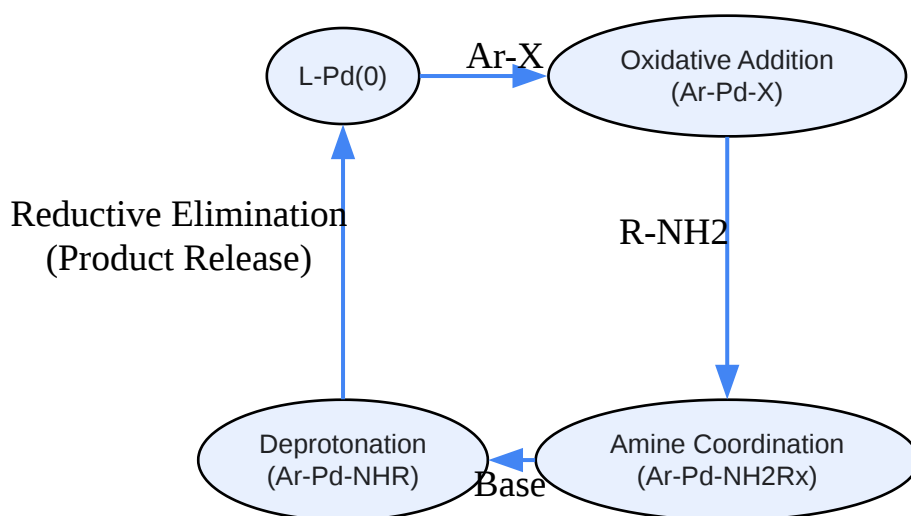 L-Pd(0)
Ar-X
Oxidative Addition
(Ar-Pd-X)
Reductive Elimination
(Product Release)
R-NH2
Deprotonation
(Ar-Pd-NHR)
Base
Amine Coordination
(Ar-Pd-NH2Rx)